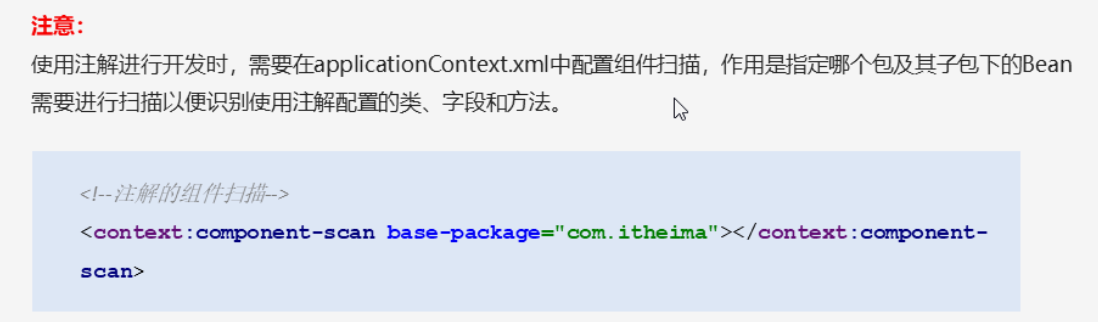 注意：
使用注解进行开发时，需要在applicationContext.xml中配置组件扫描，作用是指定哪个包及其子包下的Bean
需要进行扫描以便识别使用注解配置的类、字段和方法。
<!--注解的组件扫描-->
<context:component-scan base-package="com.itheima"></context:component-
scan>